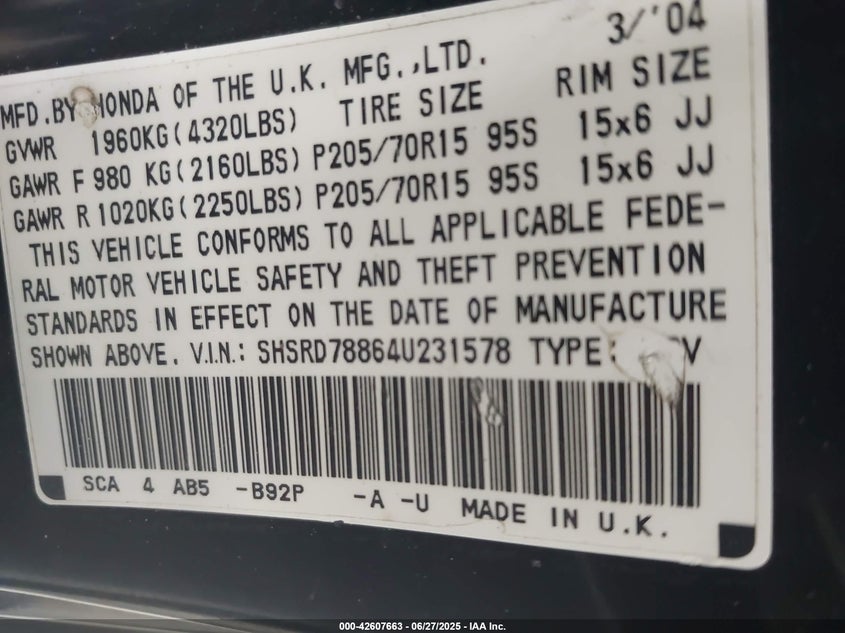 3/'04
MFD.BY HONDA OF THE U.K. MFG.,LTD.
GVWR 1960KG(4320LBS) TIRE SIZE RIM SIZE
GAWR F 980 KG(2160LBS) P205/70R15 95S 15x6 JJ
GAWR R 1020KG(2250LBS) P205/70R15 95S 15x6 JJ
THIS VEHICLE CONFORMS TO ALL APPLICABLE FEDE-
RAL MOTOR VEHICLE SAFETY AND THEFT PREVENTION
STANDARDS IN EFFECT ON THE DATE OF MANUFACTURE
SHOWN ABOVE. V.I.N.: SHSRD78864U231578 TYPE:
SCA 4 AB5 -B92P -A -U MADE IN U.K.
000-42607663 - 06/27/2025 - IAA Inc.